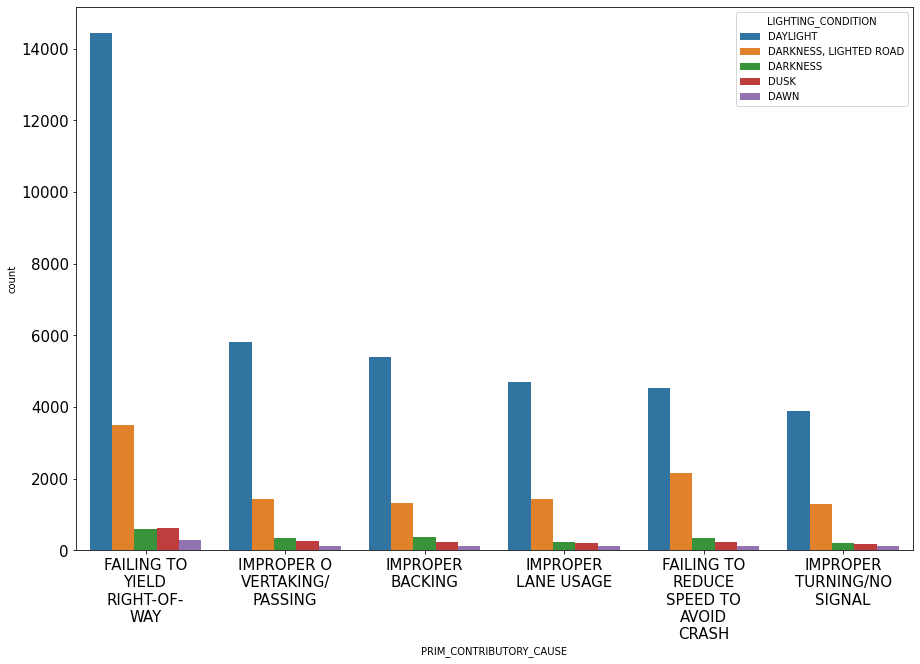 LIGHTING_CONDITION
DAYLIGHT
DARKNESS, LIGHTED ROAD
DARKNESS
DUSK
DAWN
14000
12000
10000
8000
6000
4000
2000
0
count
FAILING TO
YIELD
RIGHT-OF-
WAY
IMPROPER O
VERTAKING/
PASSING
IMPROPER
BACKING
IMPROPER
LANE USAGE
FAILING TO
REDUCE
SPEED TO
AVOID
CRASH
IMPROPER
TURNING/NO
SIGNAL
PRIM_CONTRIBUTORY_CAUSE